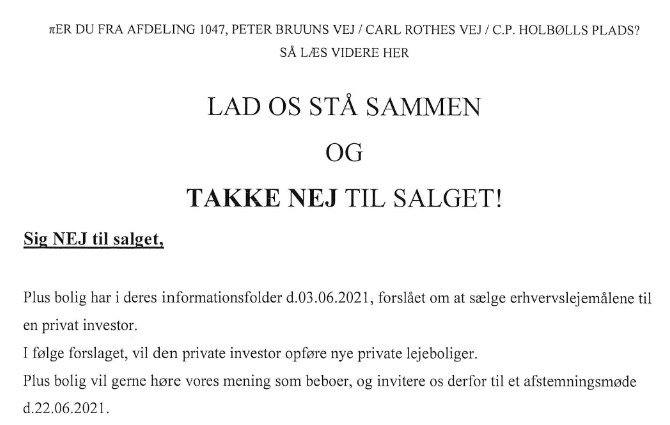 πER DU FRA AFDELING 1047, PETER BRUUNS VEJ / CARL ROTHES VEJ / C.P. HOLBØLLS PLADS?
SÅ LÆS VIDERE HER
LAD OS STÅ SAMMEN
OG
TAKKE NEJ TIL SALGET!
Sig NEJ til salget,
Plus bolig har i deres informationsfolder d.03.06.2021, forslået om at sælge erhvervslejemålene til
en privat investor.
I følge forslaget, vil den private investor opføre nye private lejeboliger.
Plus bolig vil gerne høre vores mening som beboer, og invitere os derfor til et afstemningsmøde
d.22.06.2021.